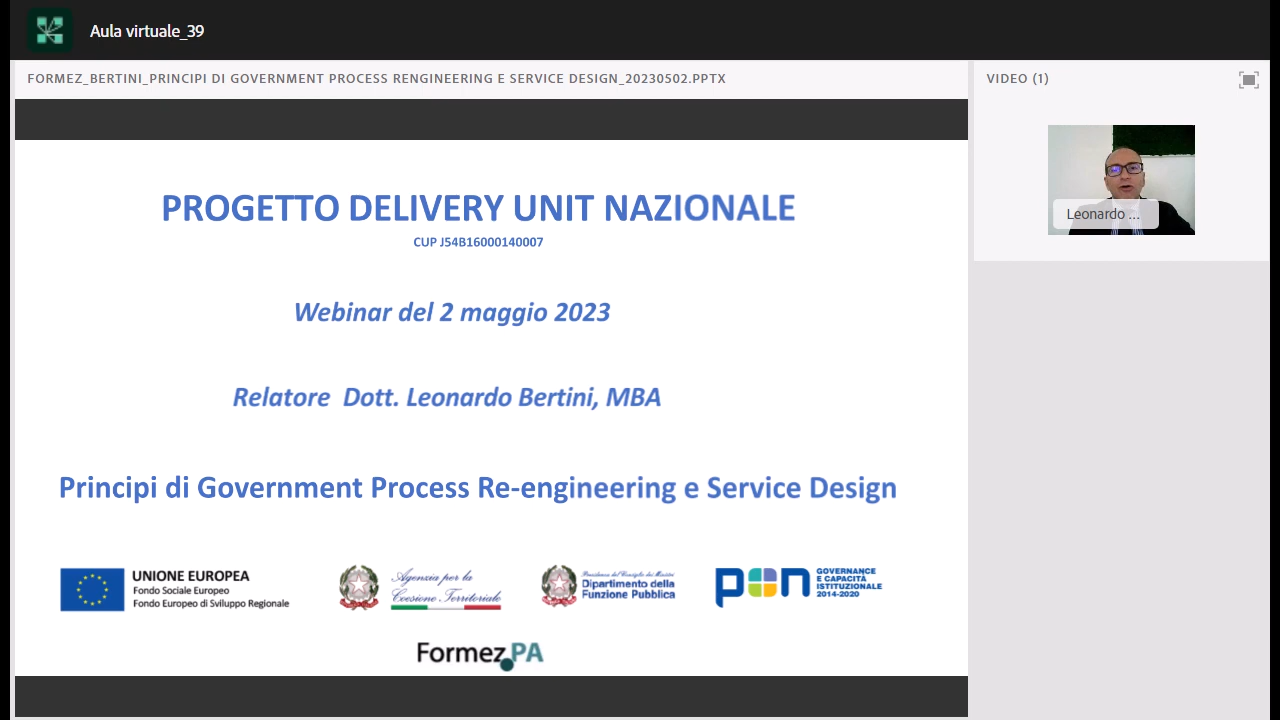 Aula virtuale_39
FORMEZ_BERTINI_PRINCIPI DI GOVERNMENT PROCESS RENGINEERING E SERVICE DESIGN_20230502.PPTX
VIDEO (1)
PROGETTO DELIVERY UNIT NAZIONALE
CUP J54B16000140007
Webinar del 2 maggio 2023
Relatore Dott. Leonardo Bertini, MBA
Principi di Government Process Re-engineering e Service Design
Leonardo ...
UNIONE EUROPEA
Fondo Sociale Europeo
Fondo Europeo di Sviluppo Regionale
Agenzia per la
Coesione Territoriale
Presidenza del Consiglio dei Ministri
Dipartimento della
Funzione Pubblica
pon
GOVERNANCE
E CAPACITÀ
ISTITUZIONALE
2014-2020
Formez PA